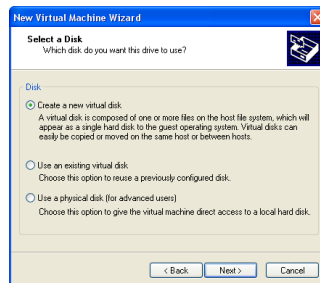 New Virtual Machine Wizard
Select a Disk
Which disk do you want this drive to use?
Disk
Create a new virtual disk
A virtual disk is composed of one or more files on the host file system, which will
appear as a single hard disk to the guest operating system. Virtual disks can
easily be copied or moved on the same host or between hosts.
Use an existing virtual disk
Choose this option to reuse a previously configured disk.
Use a physical disk (for advanced users)
Choose this option to give the virtual machine direct access to a local hard disk.
< Back Next > Cancel